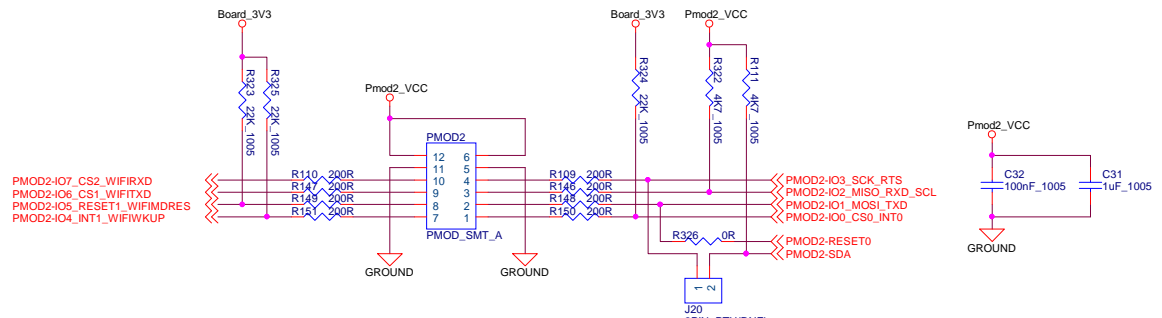 Board_3V3
Board_3V3
Pmod2_VCC
R323
22K_1005
R325
22K_1005
R324
22K_1005
R322
4K7_1005
R111
4K7_1005
Pmod2_VCC
Pmod2_VCC
PMOD2
12 6
11 5
10 4
9 3
8 2
7 1
PMOD_SMT_A
PMOD2-IO7_CS2_WIFIRXD
PMOD2-IO6_CS1_WIFITXD
PMOD2-IO5_RESET1_WIFIMDRES
PMOD2-IO4_INT1_WIFIWKUP
R110 200R
R147 200R
R149 200R
R151 200R
R109 200R
R146 200R
R148 200R
R150 200R
PMOD2-IO3_SCK_RTS
PMOD2-IO2_MISO_RXD_SCL
PMOD2-IO1_MOSI_TXD
PMOD2-IO0_CS0_INT0
R326 0R
PMOD2-RESET0
PMOD2-SDA
GROUND
GROUND
1 2
J20
C32
100nF_1005
C31
1uF_1005
GROUND